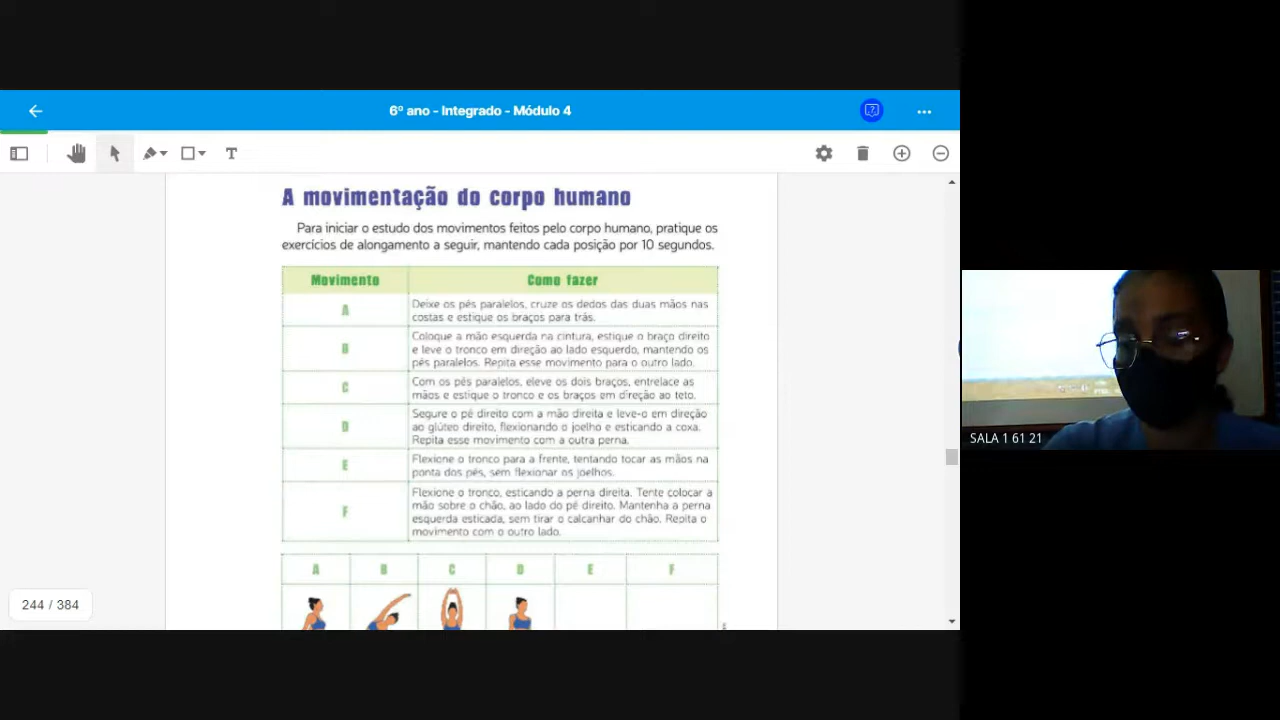 6º ano - Integrado - Módulo 4
T
A movimentação do corpo humano
Para iniciar o estudo dos movimentos feitos pelo corpo humano, pratique os
exercícios de alongamento a seguir, mantendo cada posição por 10 segundos.
Movimento
Como fazer
A
Deixe os pés paralelos, cruze os dedos das duas mãos nas
costas e estique os braços para trás.
B
Coloque a mão esquerda na cintura, estique o braço direito
e leve o tronco em direção ao lado esquerdo, mantendo os
pés paralelos. Repita esse movimento para o outro lado.
C
Com os pés paralelos, eleve os dois braços, entrelace as
mãos e estique o tronco e os braços em direção ao teto.
D
Segure o pé direito com a mão direita e leve-o em direção
ao glúteo direito, flexionando o joelho e esticando a coxa.
Repita esse movimento com a outra perna.
E
Flexione o tronco para a frente, tentando tocar as mãos na
ponta dos pés, sem flexionar os joelhos.
F
Flexione o tronco, esticando a perna direita. Tente colocar a
mão sobre o chão, ao lado do pé direito. Mantenha a perna
esquerda esticada, sem tirar o calcanhar do chão. Repita o
movimento com o outro lado.
A B C D E F
244 / 384
SALA 1 61 21